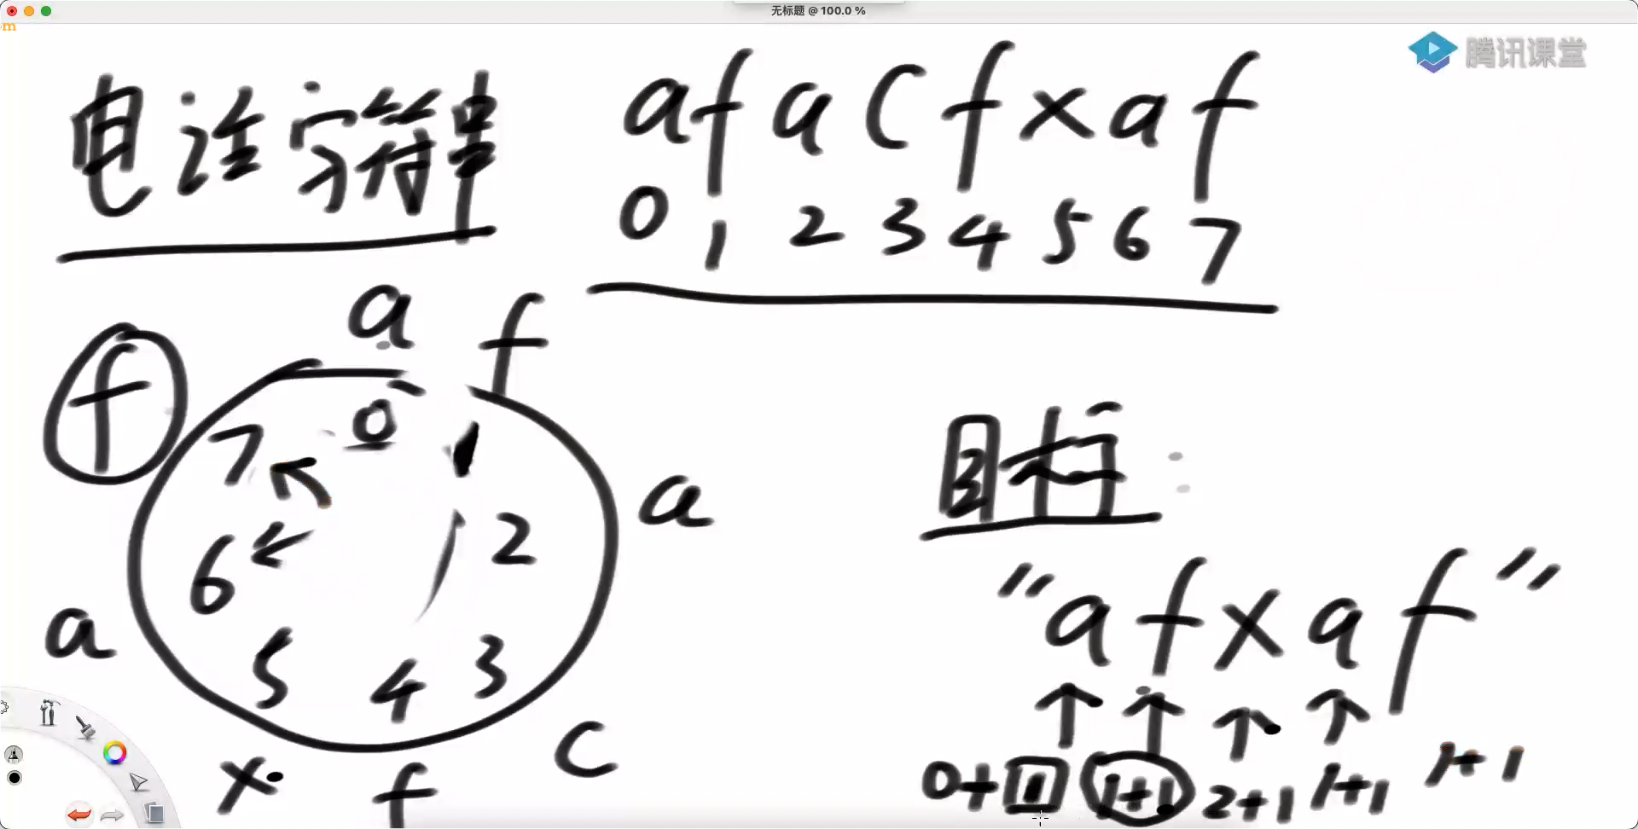 无标题 @ 100.0 %
m
腾讯课堂
电话字符串
a f a c f x a f
0 1 2 3 4 5 6 7
a f
f
7 0 1
a
6 2
a
5 4 3
x f c
目标:
"a f x a f"
0+1 1+1 2+1 1+1 1+1